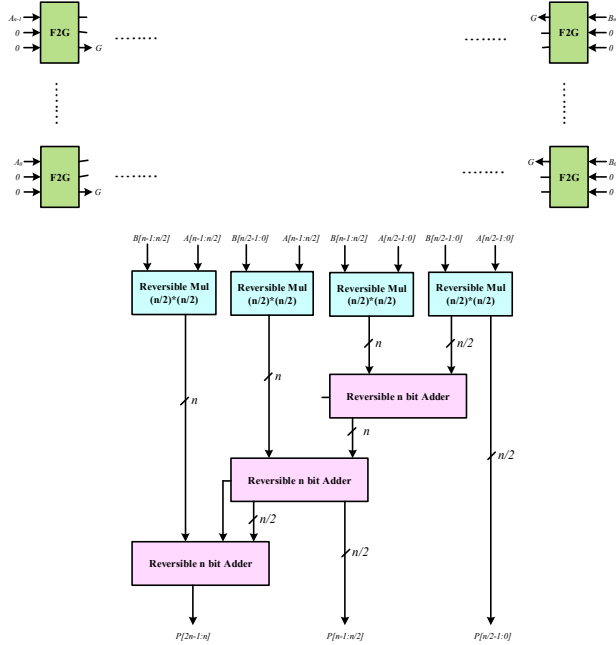 Aₙ₋₁
F2G
0
0
G
........
........
G
F2G
0
0
A₀
F2G
0
0
G
........
........
G
F2G
B₀
0
0
B[n-1:n/2] A[n-1:n/2] B[n/2-1:0] A[n-1:n/2] B[n-1:n/2] A[n/2-1:0] B[n/2-1:0] A[n/2-1:0]
Reversible Mul Reversible Mul Reversible Mul Reversible Mul
(n/2)*(n/2) (n/2)*(n/2) (n/2)*(n/2) (n/2)*(n/2)
n n/2
n n Reversible n bit Adder
n
n/2
Reversible n bit Adder
n/2
n/2
Reversible n bit Adder
P[2n-1:n] P[n-1:n/2] P[n/2-1:0]